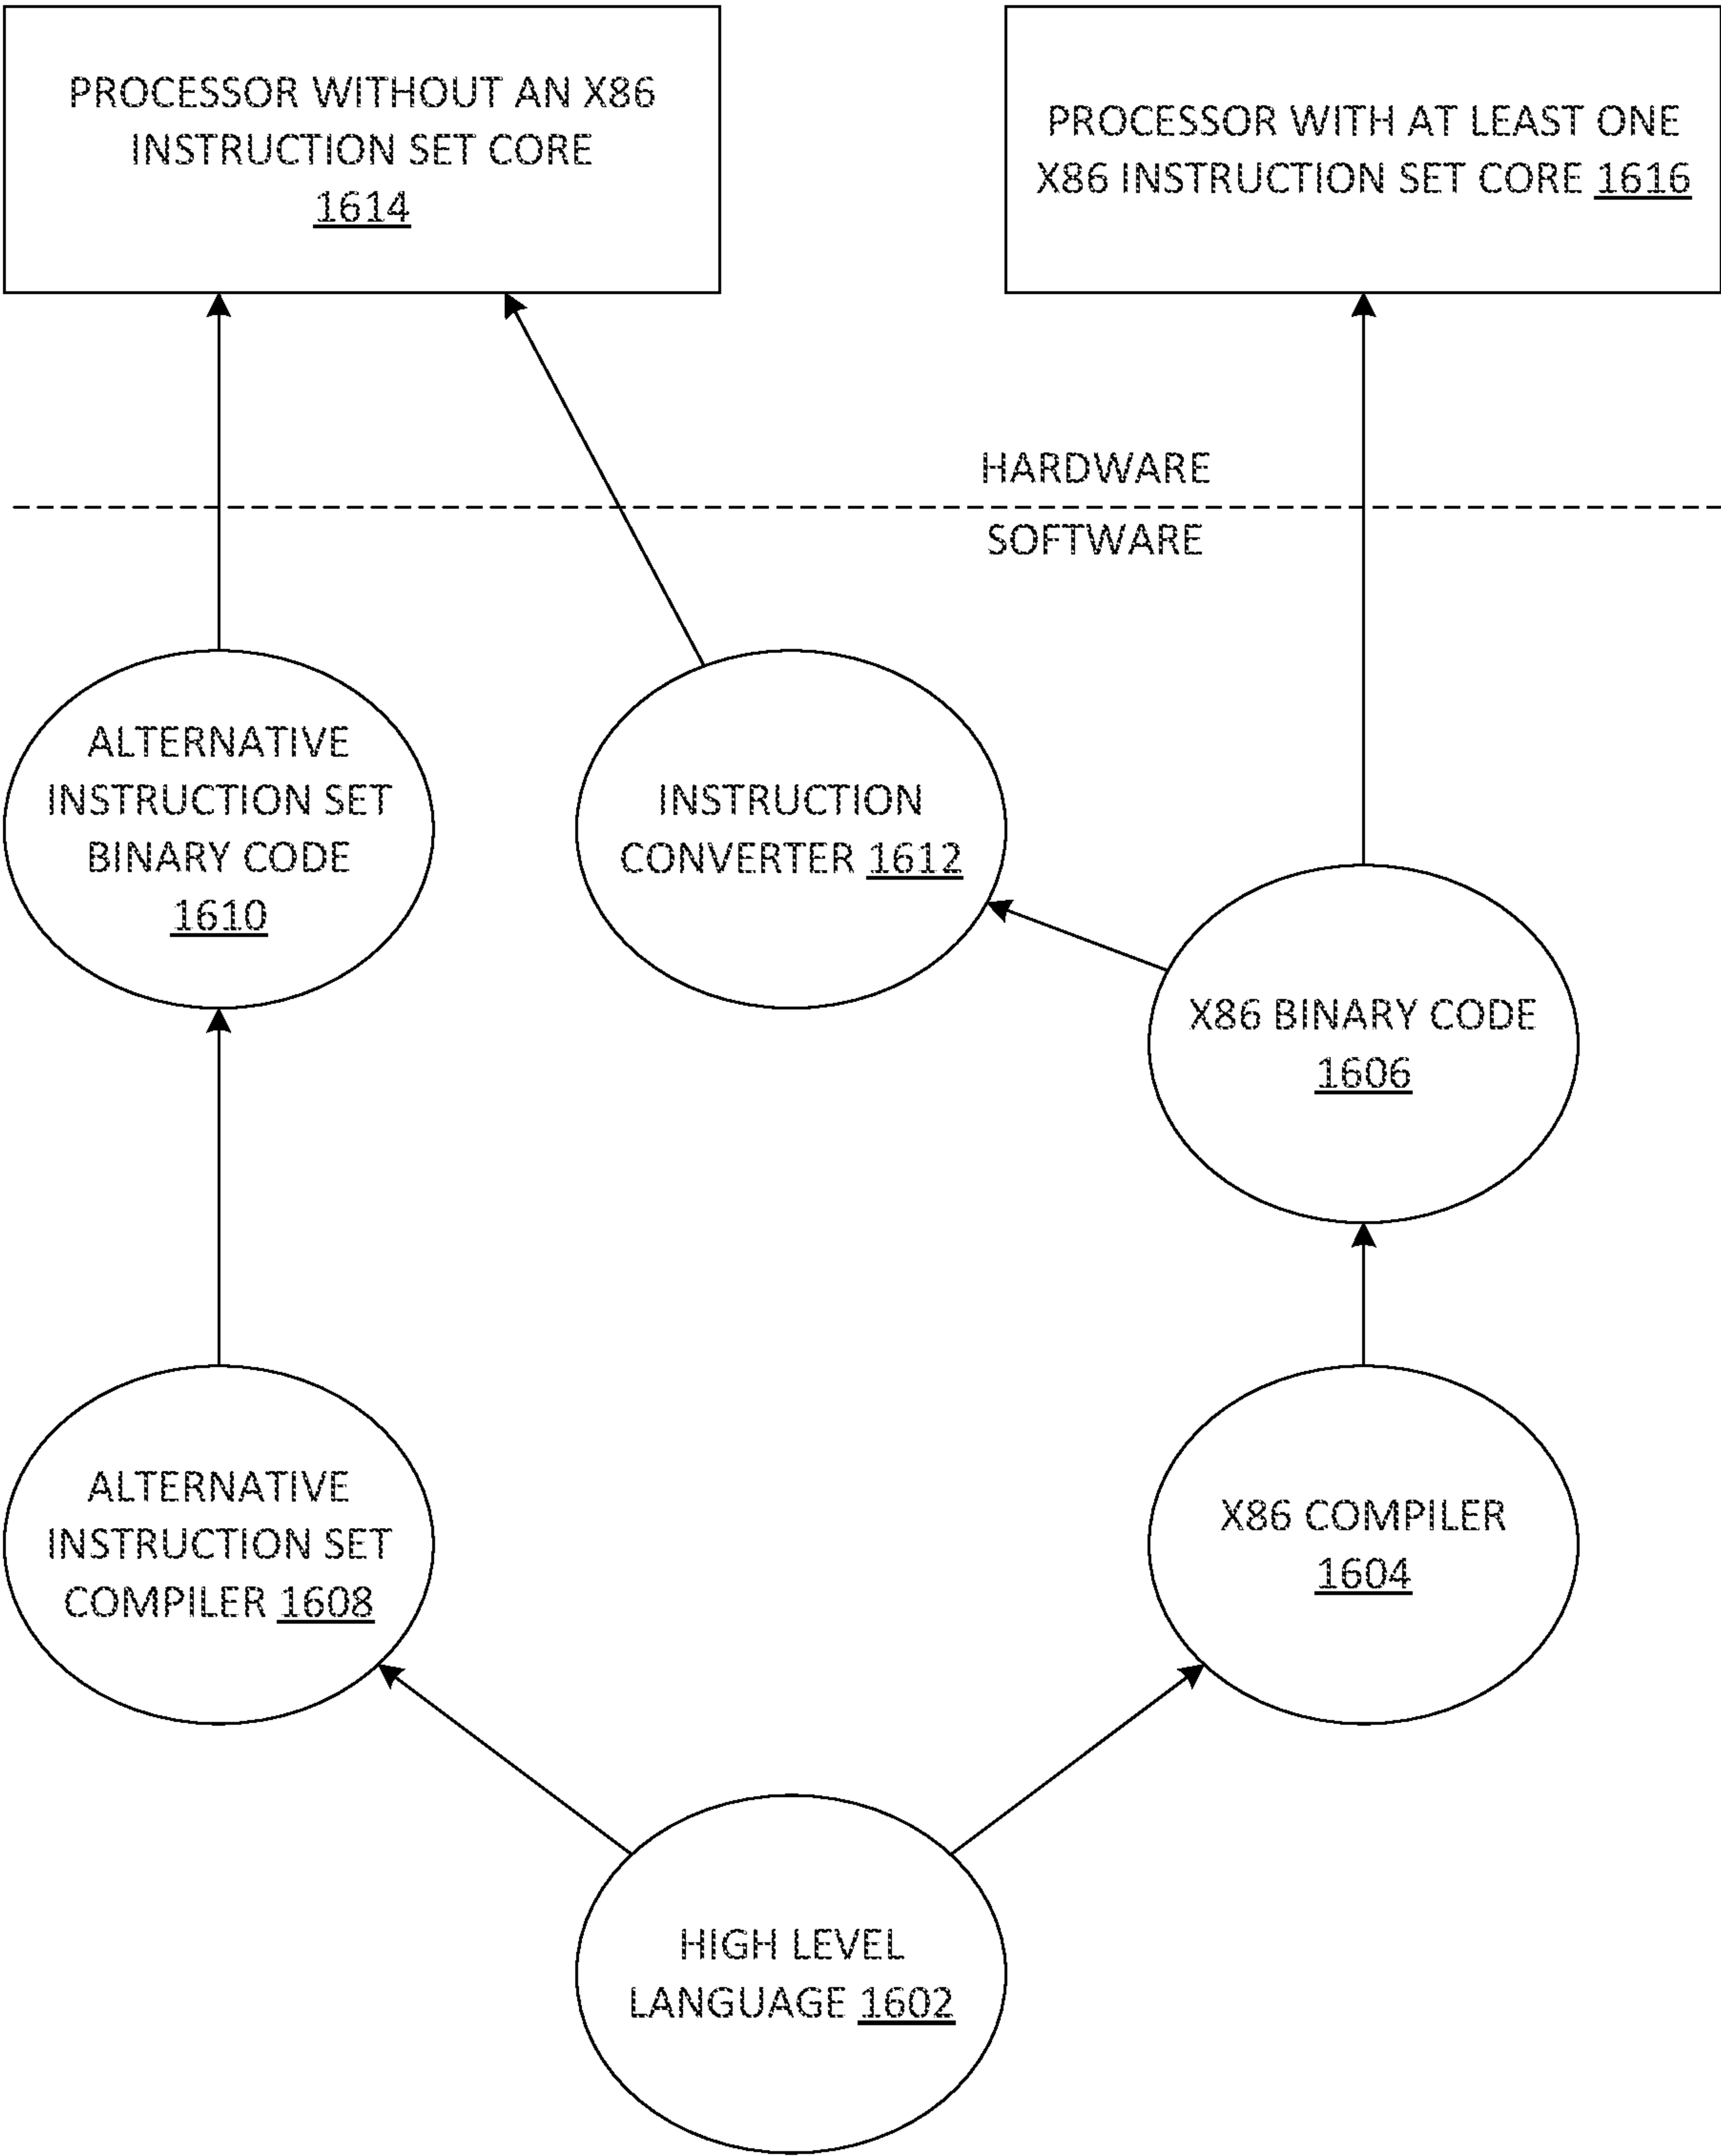 PROCESSOR WITHOUT AN X86
INSTRUCTION SET CORE
1614
PROCESSOR WITH AT LEAST ONE
X86 INSTRUCTION SET CORE 1616
HARDWARE
SOFTWARE
ALTERNATIVE
INSTRUCTION SET
BINARY CODE
1610
INSTRUCTION
CONVERTER 1612
X86 BINARY CODE
1606
ALTERNATIVE
INSTRUCTION SET
COMPILER 1608
X86 COMPILER
1604
HIGH LEVEL
LANGUAGE 1602